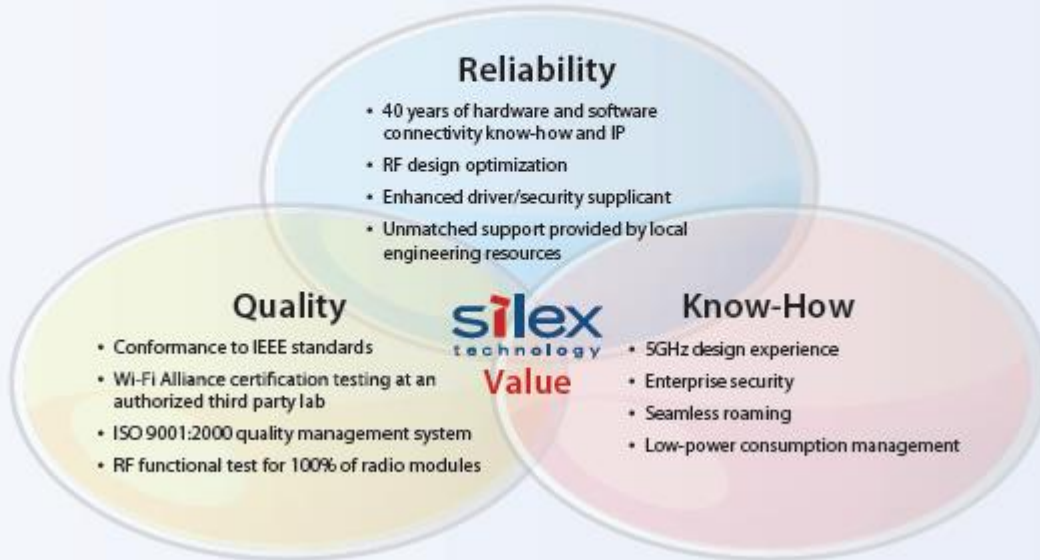 Reliability
• 40 years of hardware and software
connectivity know-how and IP
• RF design optimization
• Enhanced driver/security supplicant
• Unmatched support provided by local
engineering resources
Quality
• Conformance to IEEE standards
• Wi-Fi Alliance certification testing at an
authorized third party lab
• ISO 9001:2000 quality management system
• RF functional test for 100% of radio modules
silex
technology
Value
Know-How
• 5GHz design experience
• Enterprise security
• Seamless roaming
• Low-power consumption management